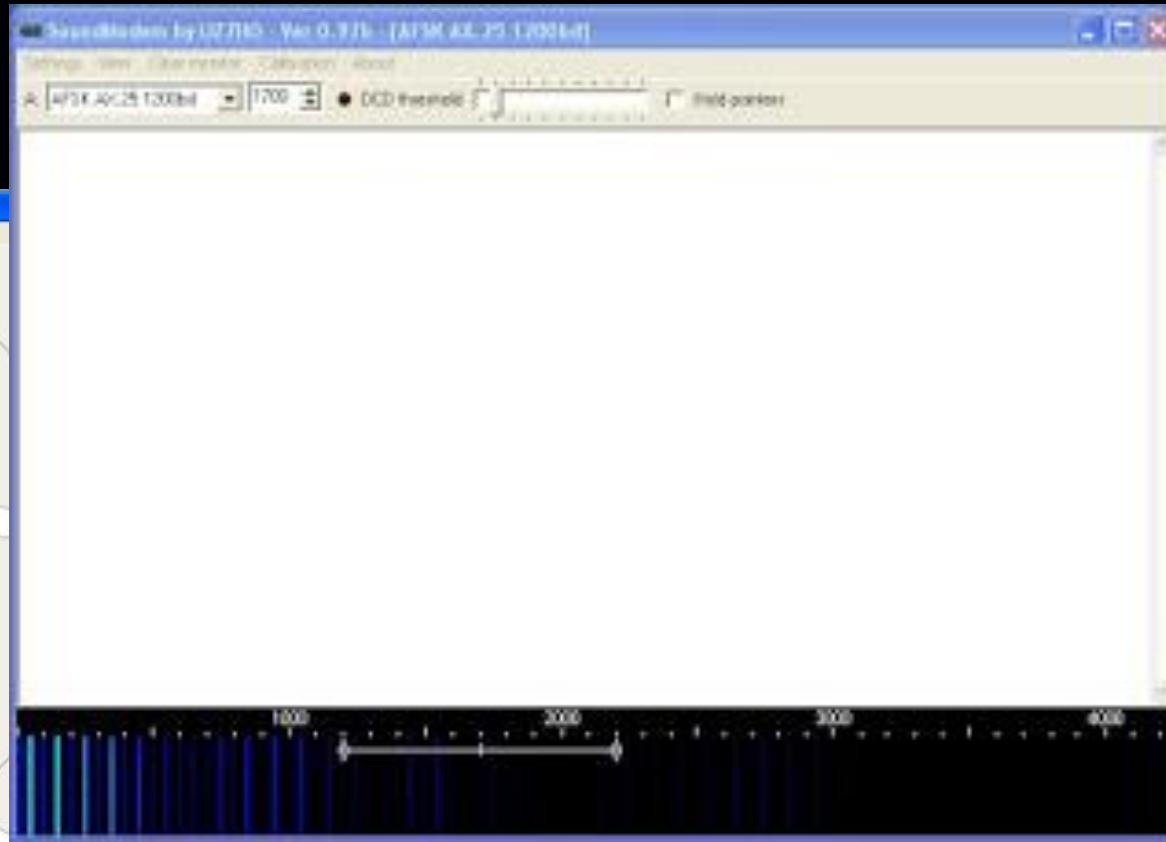 SoundModem by UZ7HO - Ver 0.97b - [AFSK AX.25 1200bd]
Settings View Clear monitor Calibration About
A: AFSK AX.25 1200bd 1700 DCD threshold Hold pointers
1000 2000 3000 4000